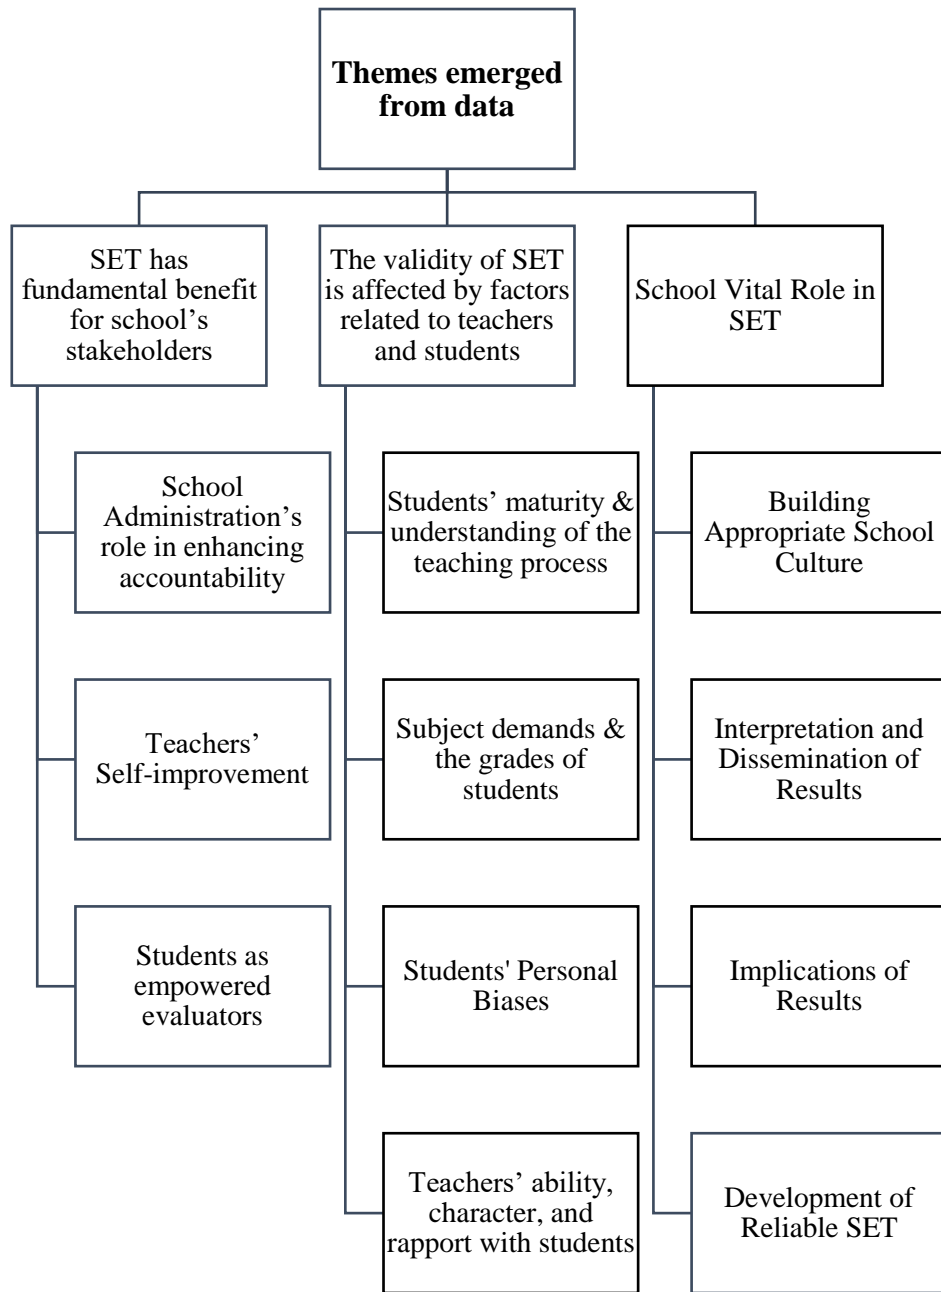 Themes emerged
from data
SET has
fundamental benefit
for school’s
stakeholders
School
Administration’s
role in enhancing
accountability
Teachers’
Self-improvement
Students as
empowered
evaluators
The validity of SET
is affected by factors
related to teachers
and students
Students’ maturity &
understanding of the
teaching process
Subject demands &
the grades of
students
Students' Personal
Biases
Teachers’ ability,
character, and
rapport with students
School Vital Role in
SET
Building
Appropriate School
Culture
Interpretation and
Dissemination of
Results
Implications of
Results
Development of
Reliable SET